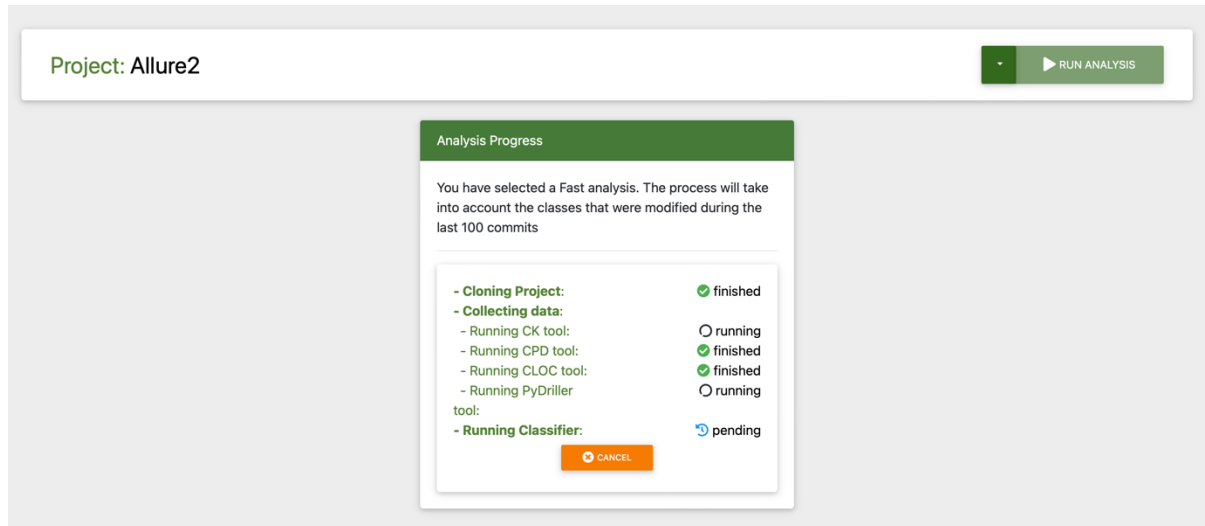 Project: Allure2
RUN ANALYSIS
Analysis Progress
You have selected a Fast analysis. The process will take
into account the classes that were modified during the
last 100 commits
- Cloning Project: finished
- Collecting data:
- Running CK tool: running
- Running CPD tool: finished
- Running CLOC tool: finished
- Running PyDriller running
tool:
- Running Classifier: pending
CANCEL